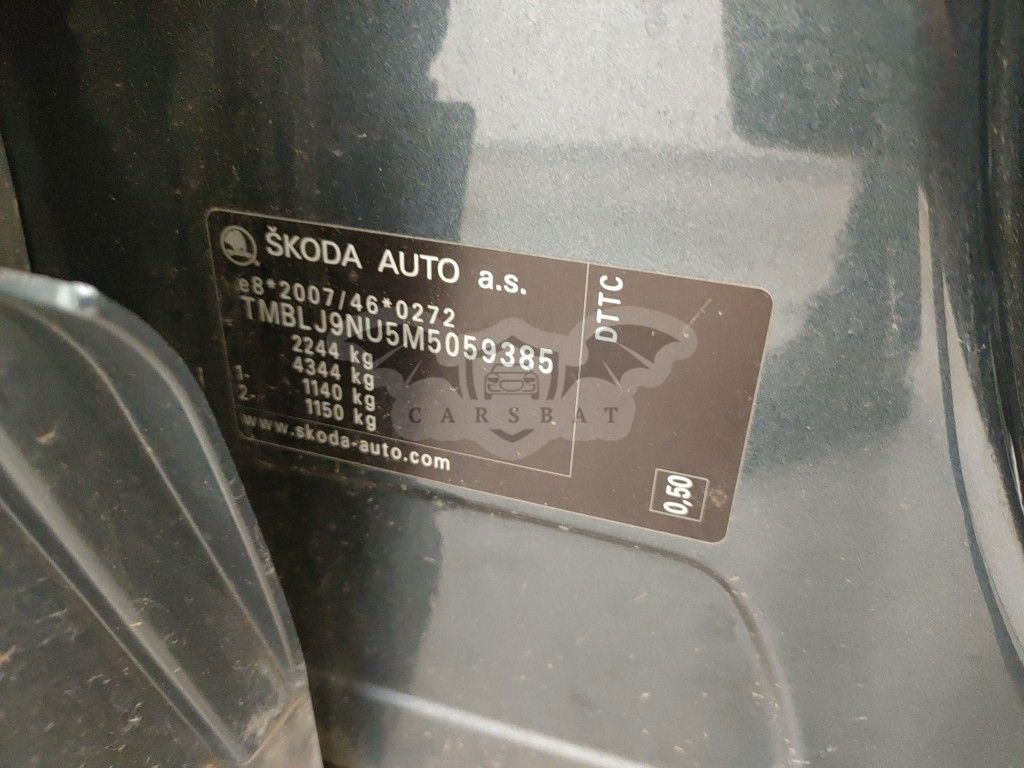 ŠKODA AUTO a.s.
e8*2007/46*0272
TMBLJ9NU5M5059385
2244 kg
4344 kg
1- 1140 kg
2- 1150 kg
www.skoda-auto.com
DTTC
0,50
CARSBAT